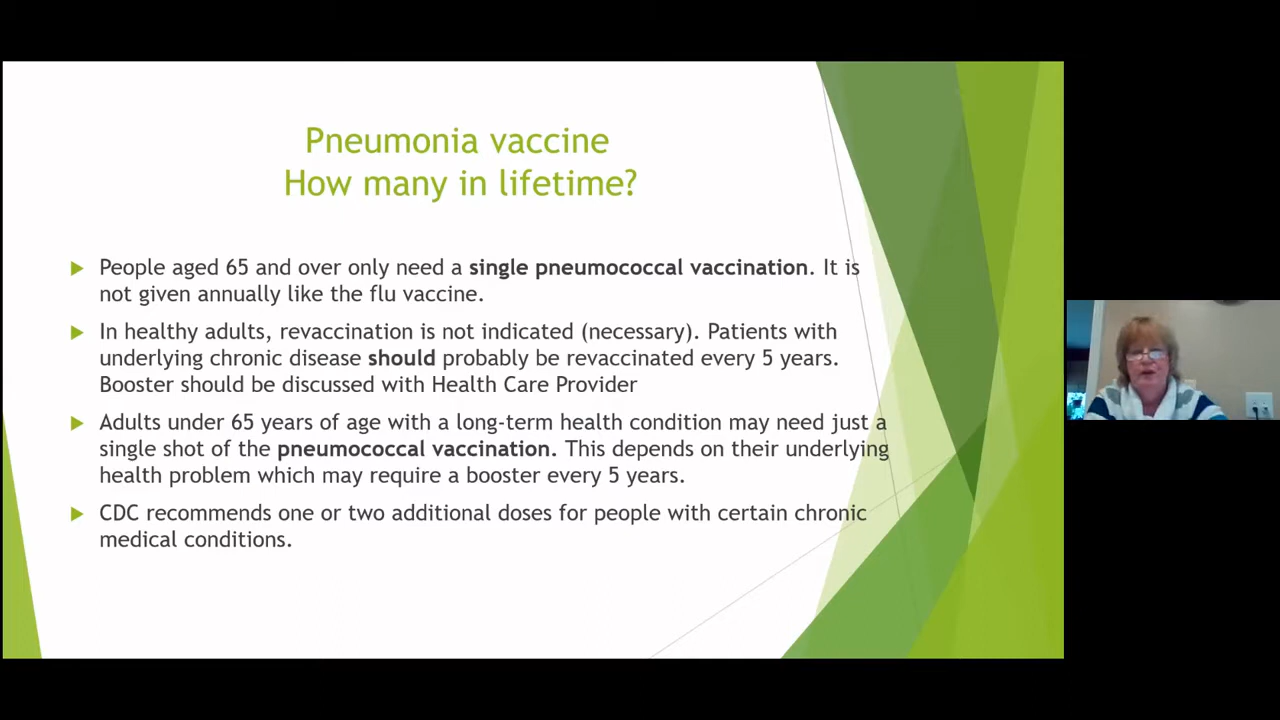 Pneumonia vaccine
How many in lifetime?
People aged 65 and over only need a single pneumococcal vaccination. It is
not given annually like the flu vaccine.
In healthy adults, revaccination is not indicated (necessary). Patients with
underlying chronic disease should probably be revaccinated every 5 years.
Booster should be discussed with Health Care Provider
Adults under 65 years of age with a long-term health condition may need just a
single shot of the pneumococcal vaccination. This depends on their underlying
health problem which may require a booster every 5 years.
CDC recommends one or two additional doses for people with certain chronic
medical conditions.